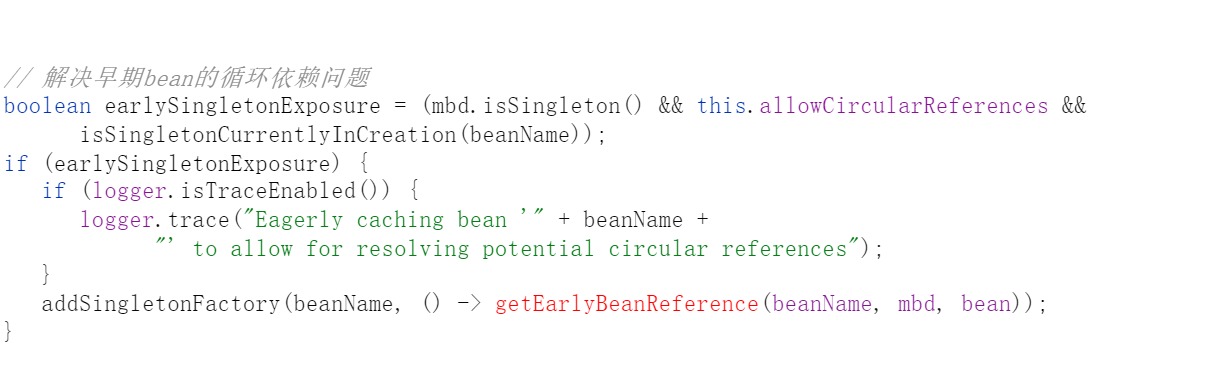 // 解决早期bean的循环依赖问题
boolean earlySingletonExposure = (mbd.isSingleton() && this.allowCircularReferences &&
isSingletonCurrentlyInCreation(beanName));
if (earlySingletonExposure) {
if (logger.isTraceEnabled()) {
logger.trace("Eagerly caching bean '" + beanName +
"' to allow for resolving potential circular references");
}
addSingletonFactory(beanName, () -> getEarlyBeanReference(beanName, mbd, bean));
}